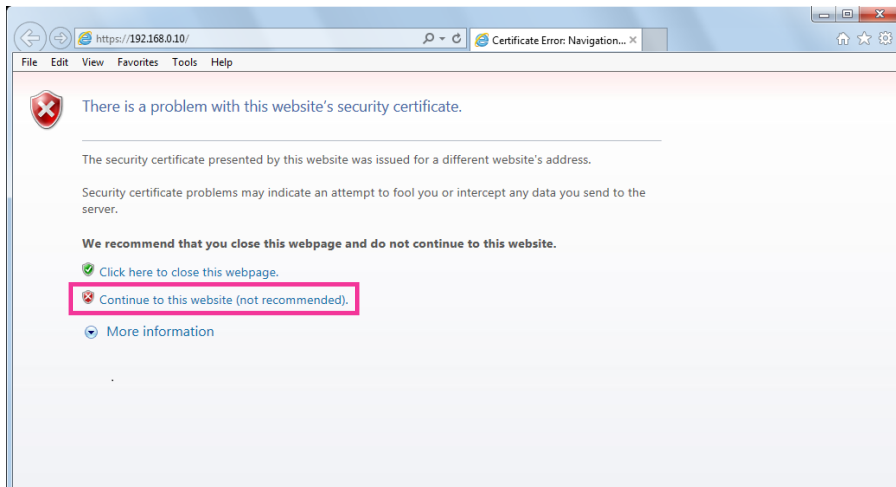 https://192.168.0.10/
Certificate Error: Navigation...
File Edit View Favorites Tools Help
There is a problem with this website's security certificate.
The security certificate presented by this website was issued for a different website's address.
Security certificate problems may indicate an attempt to fool you or intercept any data you send to the
server.
We recommend that you close this webpage and do not continue to this website.
Click here to close this webpage.
Continue to this website (not recommended).
More information
.